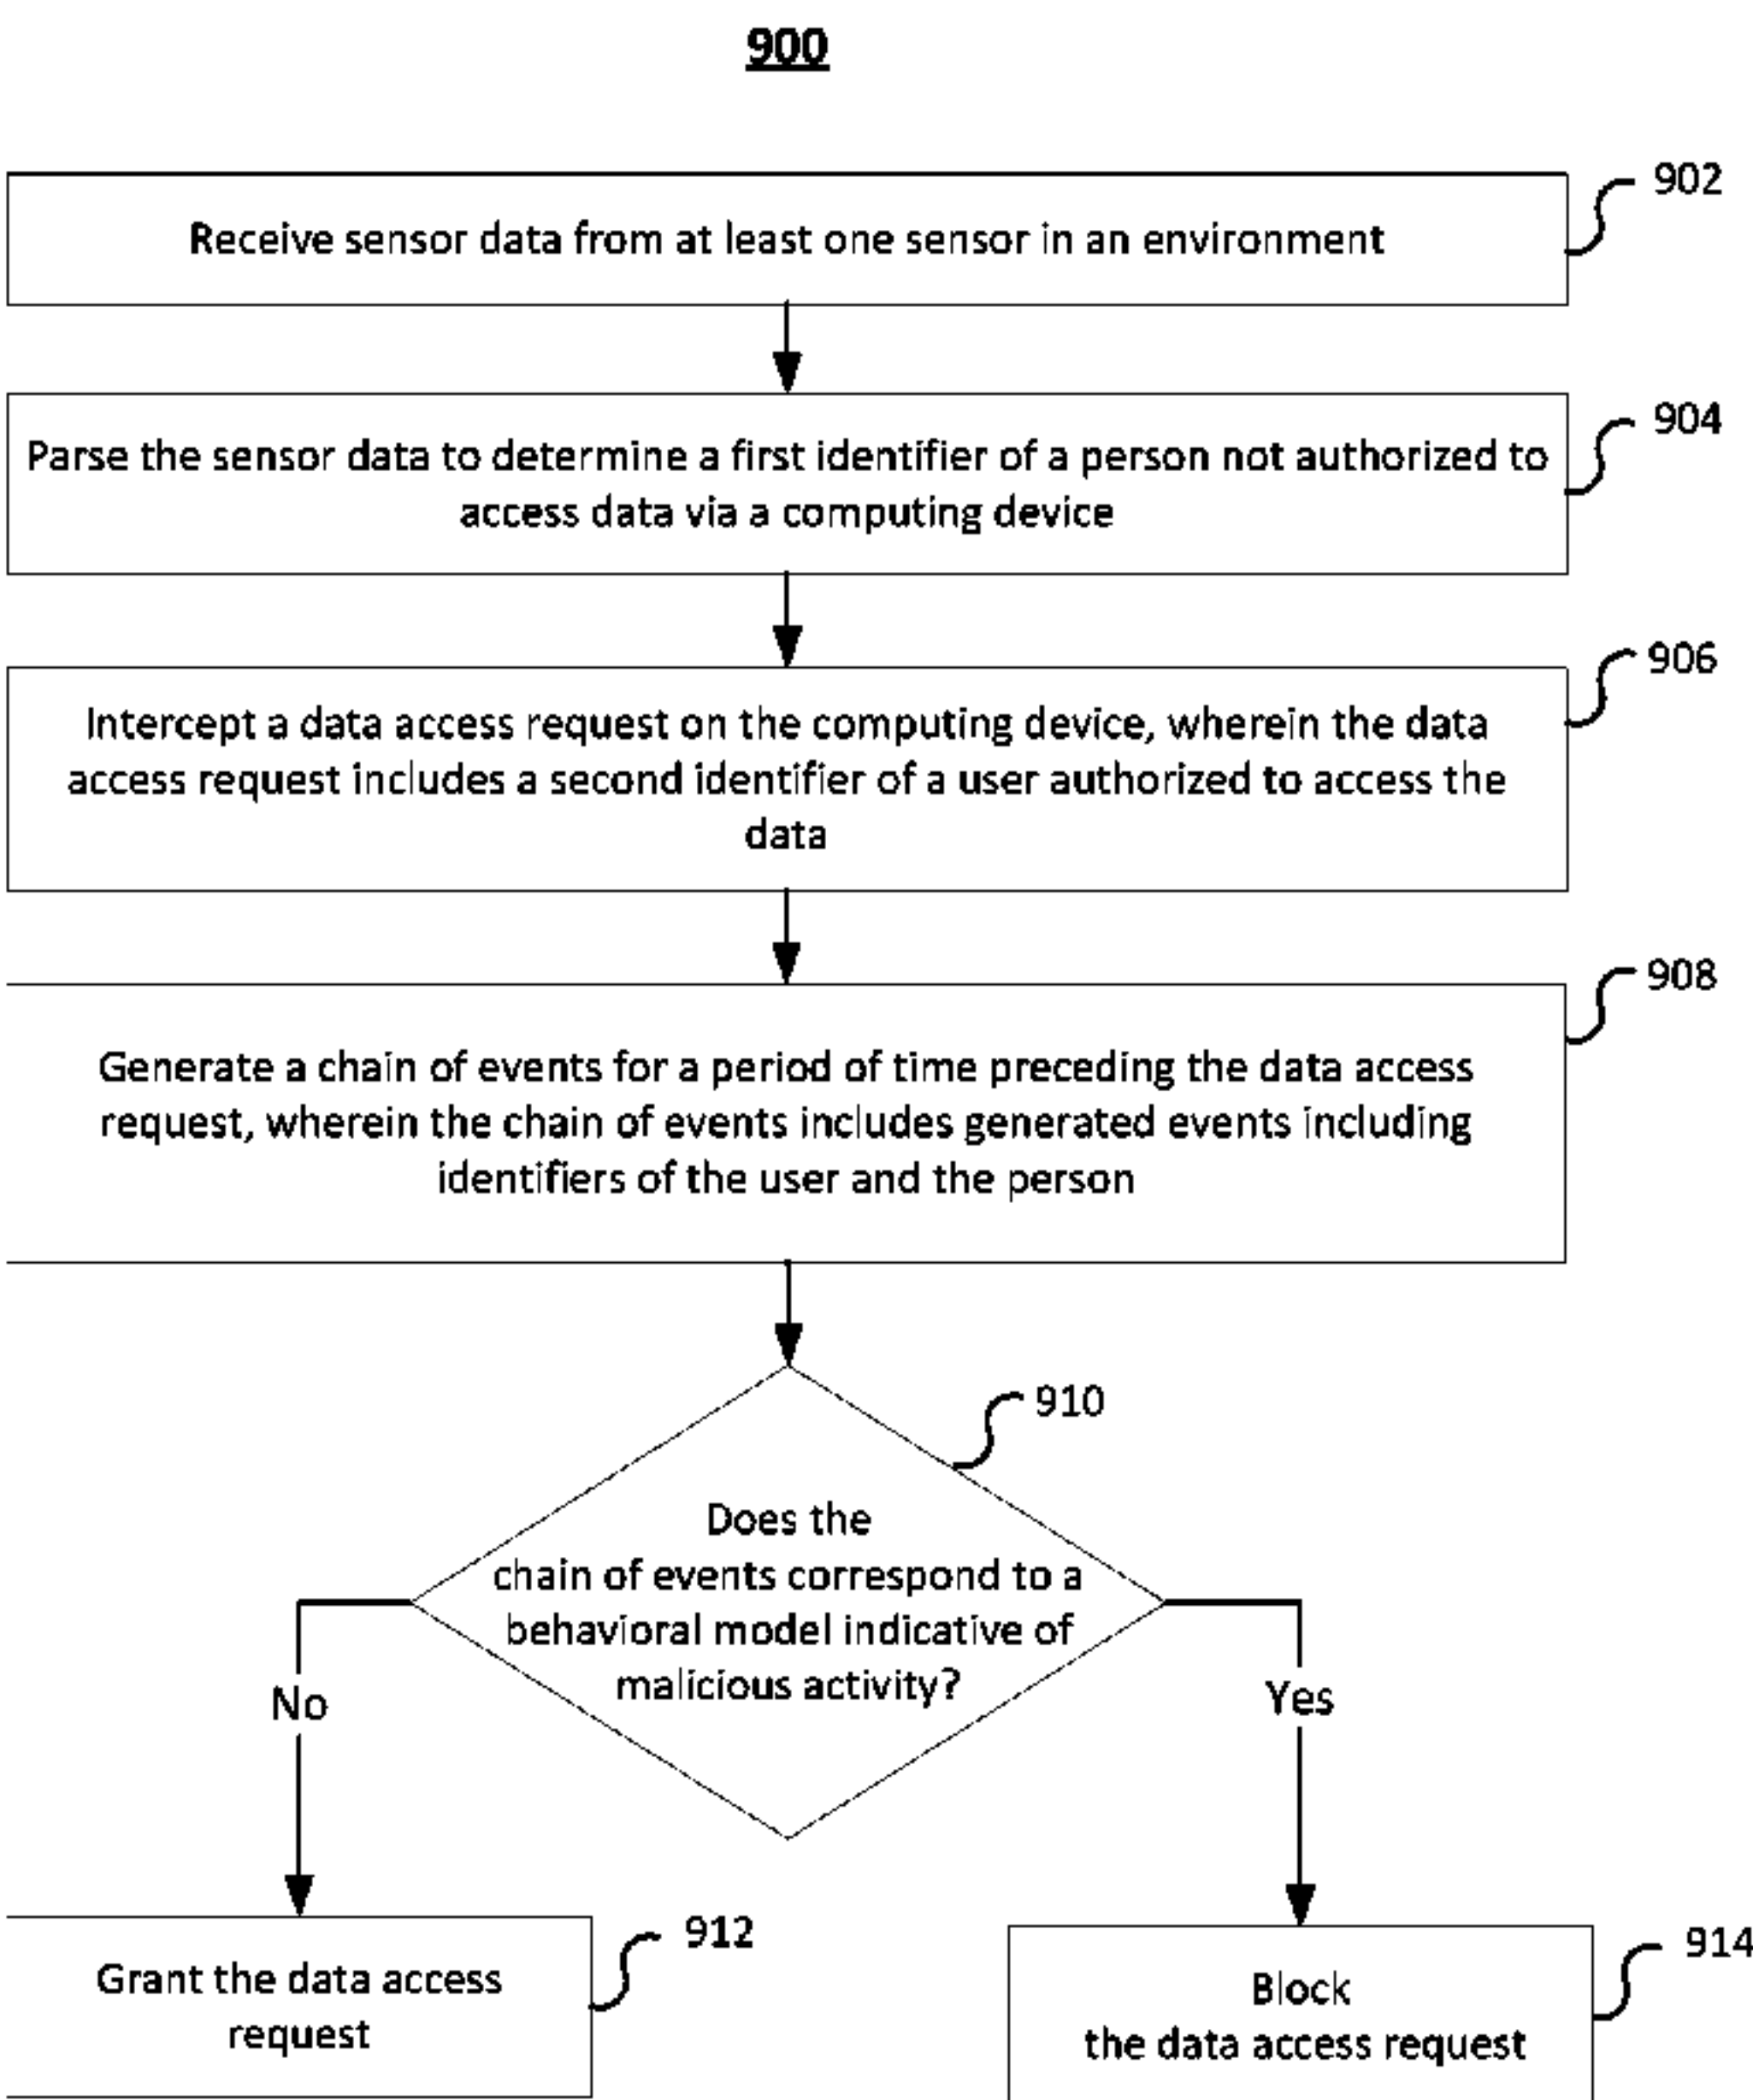 900
902
Receive sensor data from at least one sensor in an environment
904
Parse the sensor data to determine a first identifier of a person not authorized to
access data via a computing device
906
Intercept a data access request on the computing device, wherein the data
access request includes a second identifier of a user authorized to access the
data
908
Generate a chain of events for a period of time preceding the data access
request, wherein the chain of events includes generated events including
identifiers of the user and the person
910
Does the
chain of events correspond to a
behavioral model indicative of
malicious activity?
No
Yes
912
Grant the data access
request
914
Block
the data access request